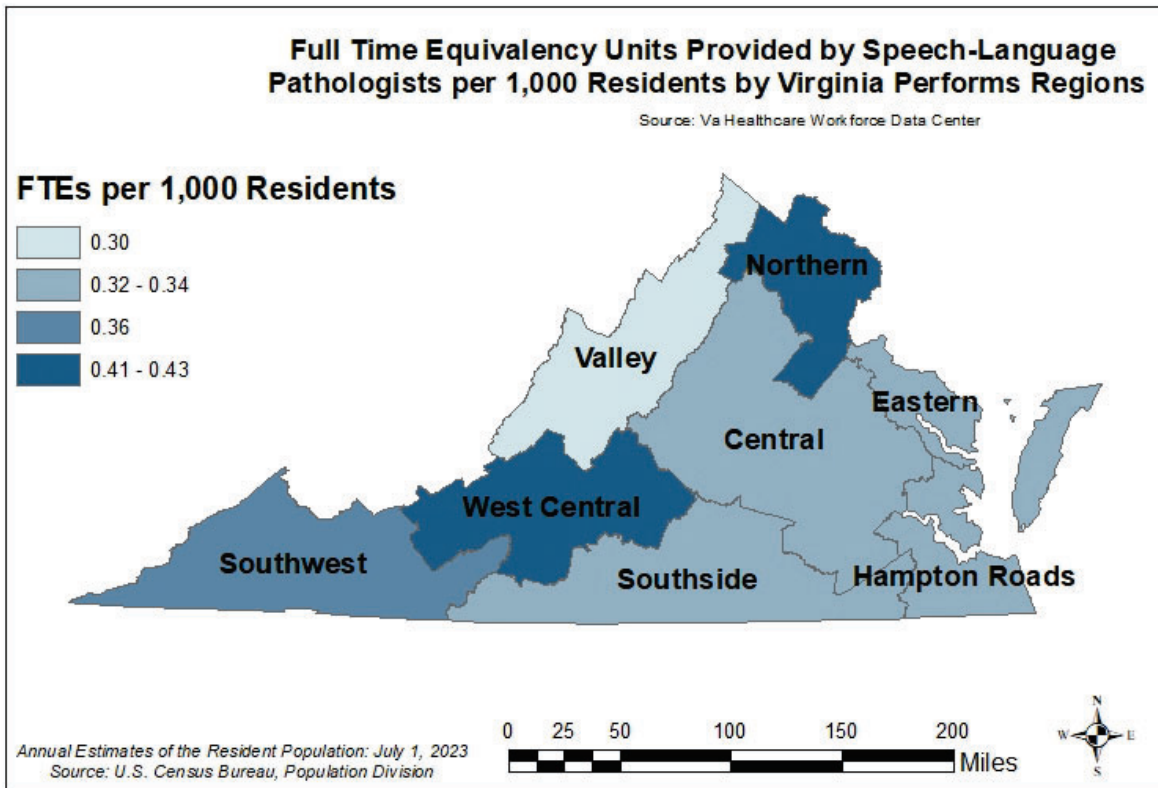 Full Time Equivalency Units Provided by Speech-Language
Pathologists per 1,000 Residents by Virginia Performs Regions
Source: Va Healthcare Workforce Data Center
FTEs per 1,000 Residents
0.30
0.32 - 0.34
0.36
0.41 - 0.43
Northern
Valley
Eastern
Central
West Central
Southwest
Southside
Hampton Roads
Annual Estimates of the Resident Population: July 1, 2023
Source: U.S. Census Bureau, Population Division
0 25 50 100 150 200
Miles
N
W E
S